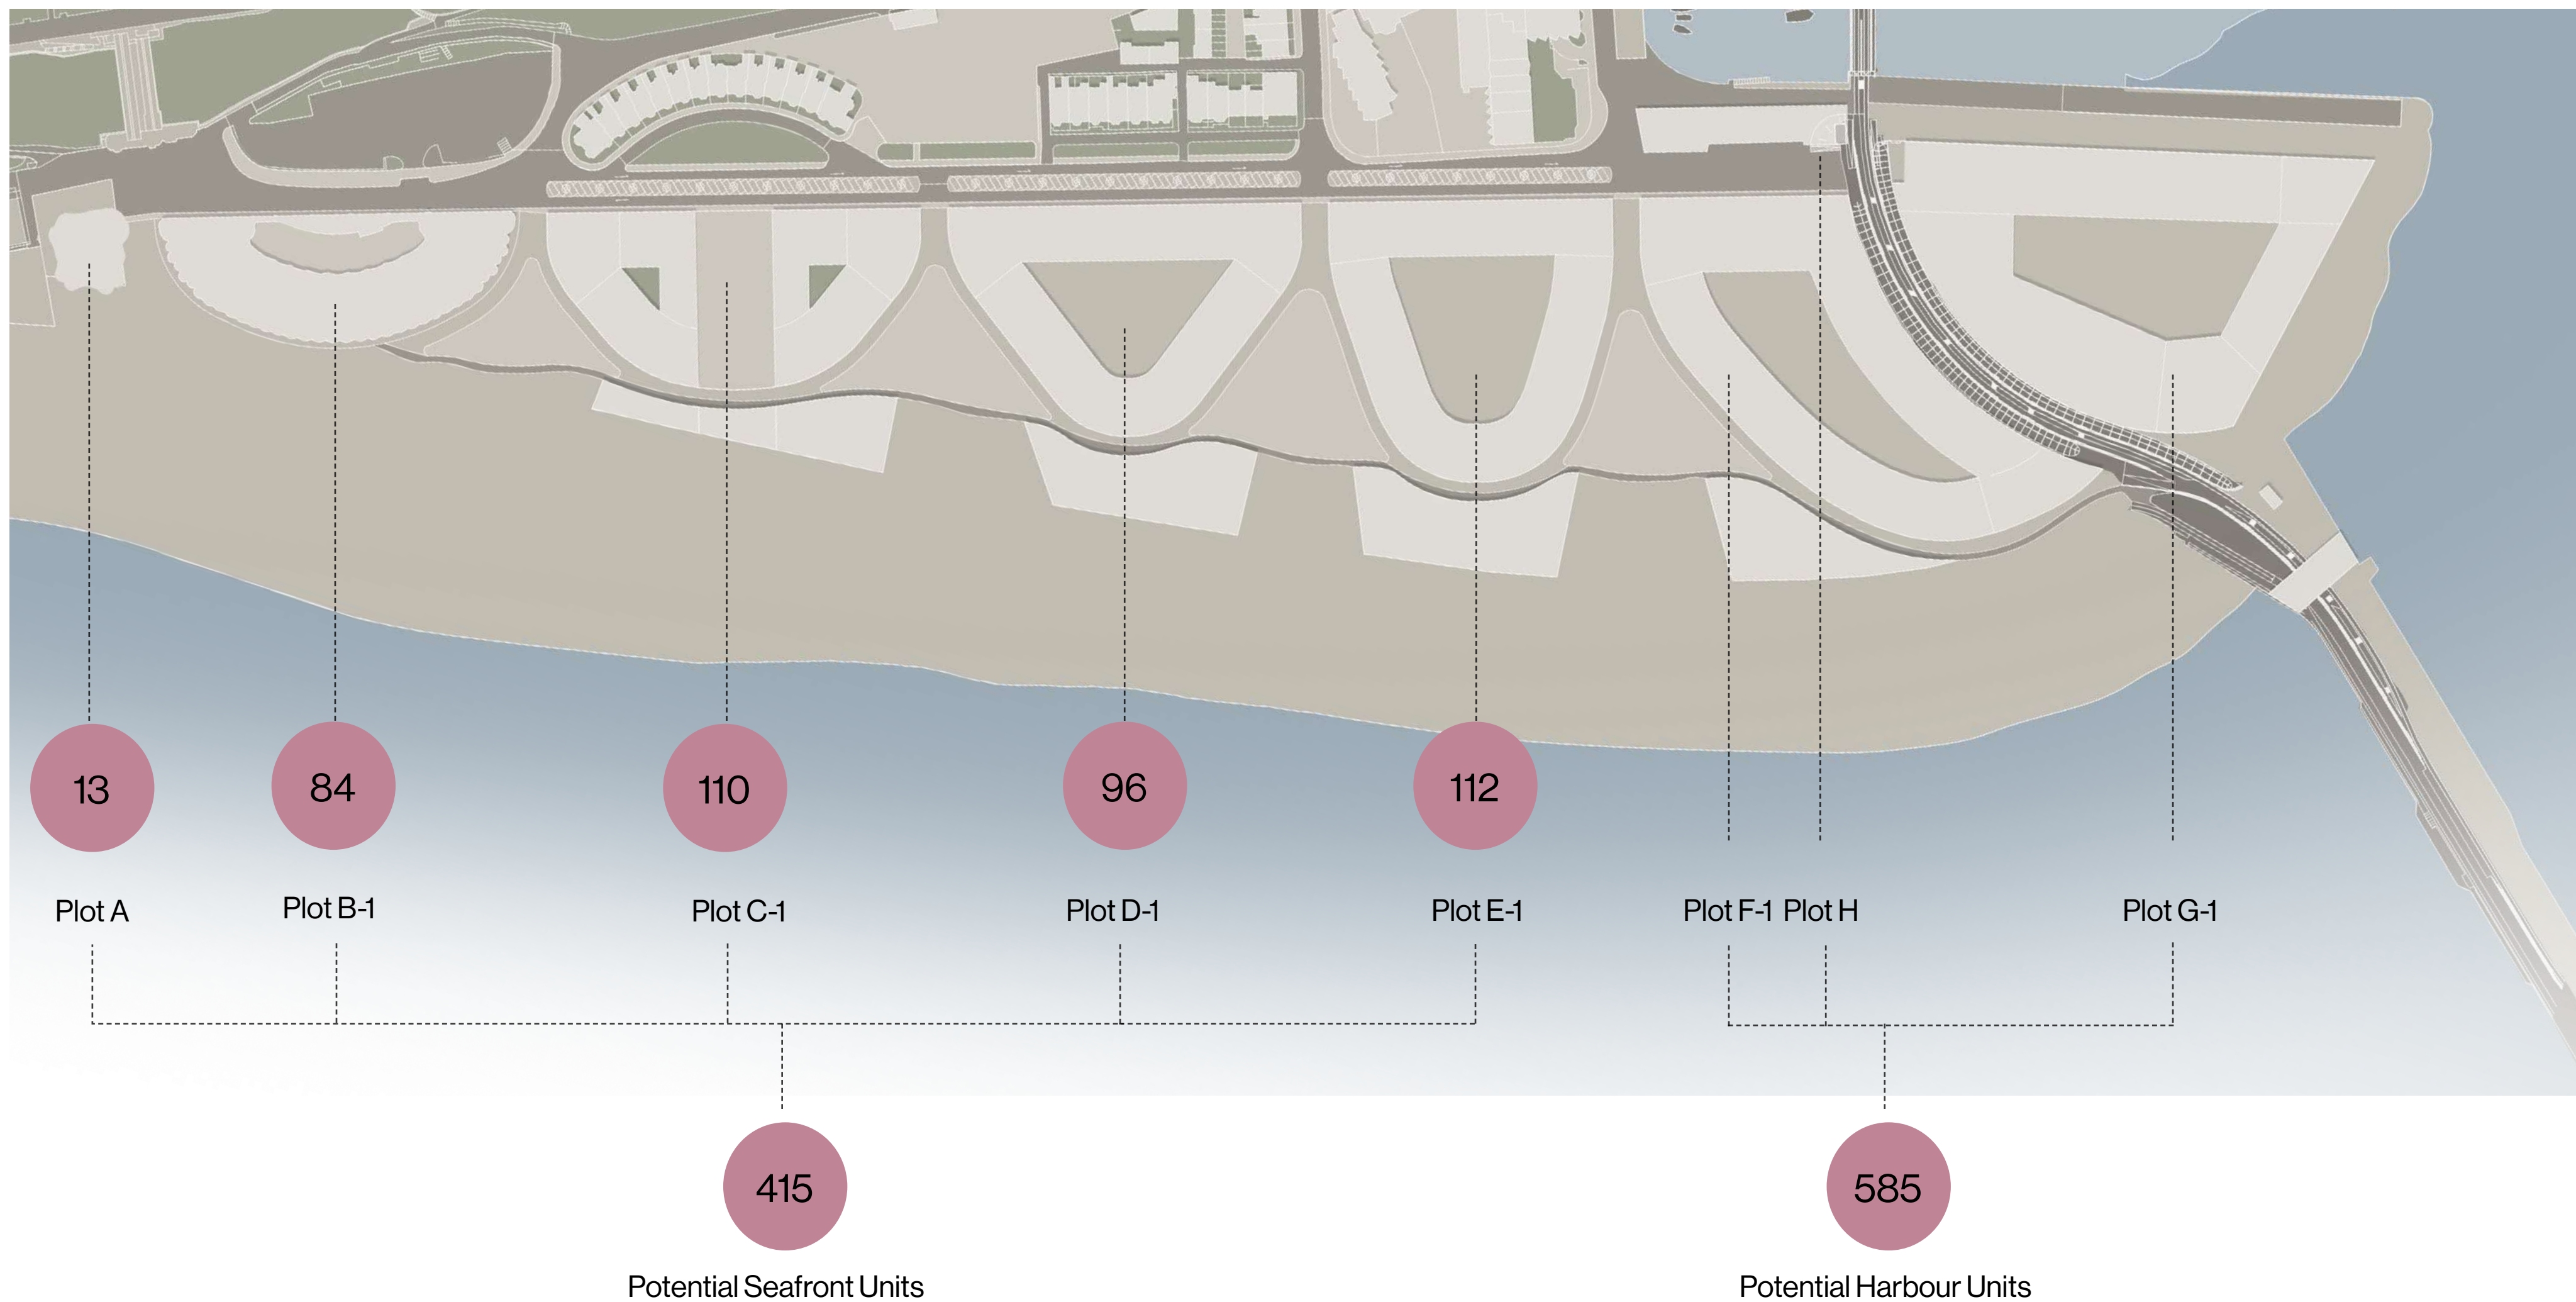 13
84
110
96
112
Plot A
Plot B-1
Plot C-1
Plot D-1
Plot E-1
Plot F-1
Plot H
Plot G-1
415
585
Potential Seafront Units
Potential Harbour Units